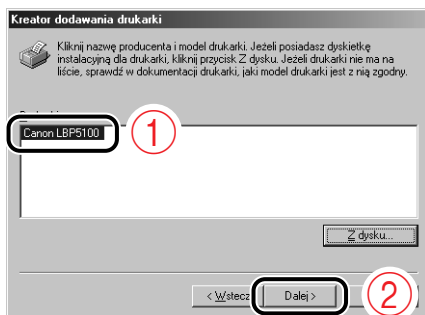 Kreator dodawania drukarki
Kliknij nazwę producenta i model drukarki. Jeżeli posiadasz dyskietkę
instalacyjną dla drukarki, kliknij przycisk Z dysku. Jeżeli drukarki nie ma na
liście, sprawdź w dokumentacji drukarki, jaki model drukarki jest z nią zgodny.
Canon LBP5100
1
Z dysku...
< Wstecz
Dalej >
2